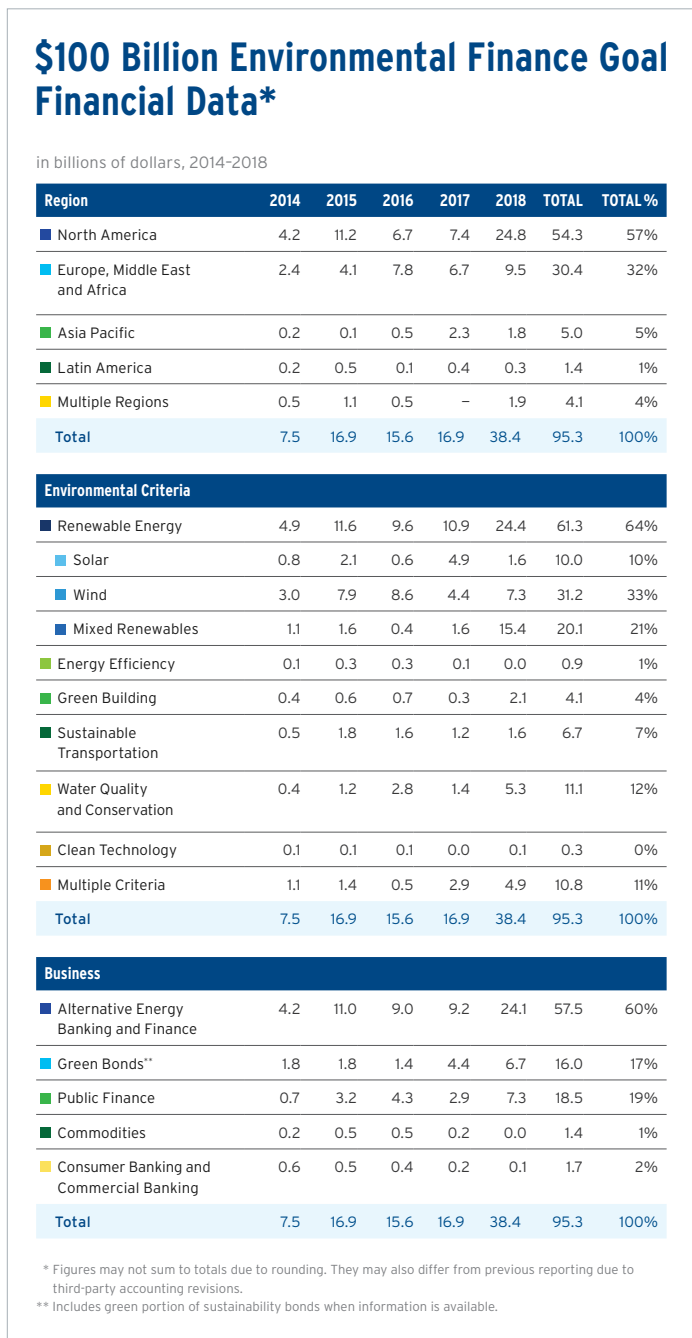 $100 Billion Environmental Finance Goal
Financial Data*
in billions of dollars, 2014–2018
Region 2014 2015 2016 2017 2018 TOTAL TOTAL %
North America 4.2 11.2 6.7 7.4 24.8 54.3 57%
Europe, Middle East 2.4 4.1 7.8 6.7 9.5 30.4 32%
and Africa
Asia Pacific 0.2 0.1 0.5 2.3 1.8 5.0 5%
Latin America 0.2 0.5 0.1 0.4 0.3 1.4 1%
Multiple Regions 0.5 1.1 0.5 – 1.9 4.1 4%
Total 7.5 16.9 15.6 16.9 38.4 95.3 100%
Environmental Criteria
Renewable Energy 4.9 11.6 9.6 10.9 24.4 61.3 64%
Solar 0.8 2.1 0.6 4.9 1.6 10.0 10%
Wind 3.0 7.9 8.6 4.4 7.3 31.2 33%
Mixed Renewables 1.1 1.6 0.4 1.6 15.4 20.1 21%
Energy Efficiency 0.1 0.3 0.3 0.1 0.0 0.9 1%
Green Building 0.4 0.6 0.7 0.3 2.1 4.1 4%
Sustainable 0.5 1.8 1.6 1.2 1.6 6.7 7%
Transportation
Water Quality 0.4 1.2 2.8 1.4 5.3 11.1 12%
and Conservation
Clean Technology 0.1 0.1 0.1 0.0 0.1 0.3 0%
Multiple Criteria 1.1 1.4 0.5 2.9 4.9 10.8 11%
Total 7.5 16.9 15.6 16.9 38.4 95.3 100%
Business
Alternative Energy 4.2 11.0 9.0 9.2 24.1 57.5 60%
Banking and Finance
Green Bonds** 1.8 1.8 1.4 4.4 6.7 16.0 17%
Public Finance 0.7 3.2 4.3 2.9 7.3 18.5 19%
Commodities 0.2 0.5 0.5 0.2 0.0 1.4 1%
Consumer Banking and 0.6 0.5 0.4 0.2 0.1 1.7 2%
Commercial Banking
Total 7.5 16.9 15.6 16.9 38.4 95.3 100%
* Figures may not sum to totals due to rounding. They may also differ from previous reporting due to
third-party accounting revisions.
** Includes green portion of sustainability bonds when information is available.